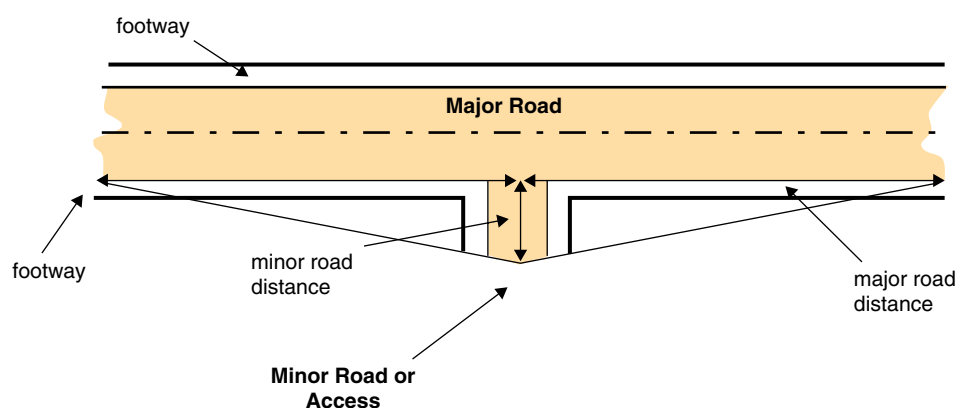 footway
Major Road
footway
minor road
distance
major road
distance
Minor Road or
Access